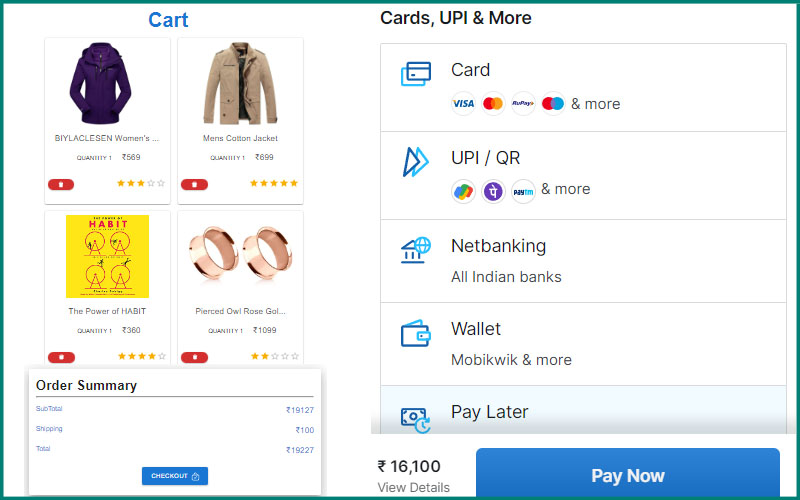 Cart
BIYLACLESEN Women's ...
QUANTITY 1 ₹569
Mens Cotton Jacket
QUANTITY 1 ₹699
THE POWER OF
HABIT
The Power of HABIT
QUANTITY 1 ₹360
Pierced Owl Rose Gol...
QUANTITY 1 ₹1099
Order Summary
SubTotal ₹19127
Shipping ₹100
Total ₹19227
CHECKOUT
Cards, UPI & More
Card
VISA RuPay & more
UPI / QR
पे paytm & more
Netbanking
All Indian banks
Wallet
Mobikwik & more
Pay Later
₹ 16,100
View Details
Pay Now